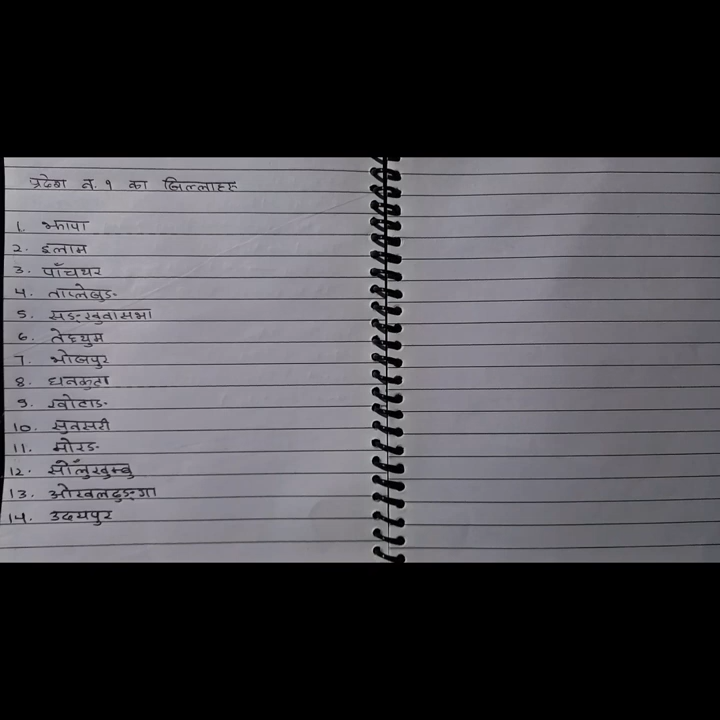 प्रदेश न. १ का जिल्लाहरु
1. झापा
2. इलाम
3. पाँचथर
4. ताप्लेजुङ
5. सङ्खुवासभा
6. तेह्रथुम
7. भोजपुर
8. धनकुटा
9. खोटाङ
10. सुनसरी
11. मोरङ
12. सोलुखुम्बु
13. ओखलढुङ्गा
14. उदयपुर